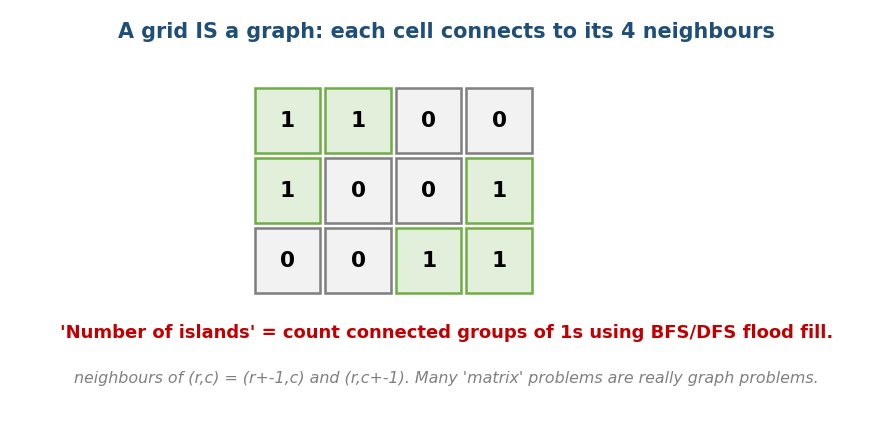 A grid IS a graph: each cell connects to its 4 neighbours
1 1 0 0
1 0 0 1
0 0 1 1
'Number of islands' = count connected groups of 1s using BFS/DFS flood fill.
neighbours of (r,c) = (r+-1,c) and (r,c+-1). Many 'matrix' problems are really graph problems.